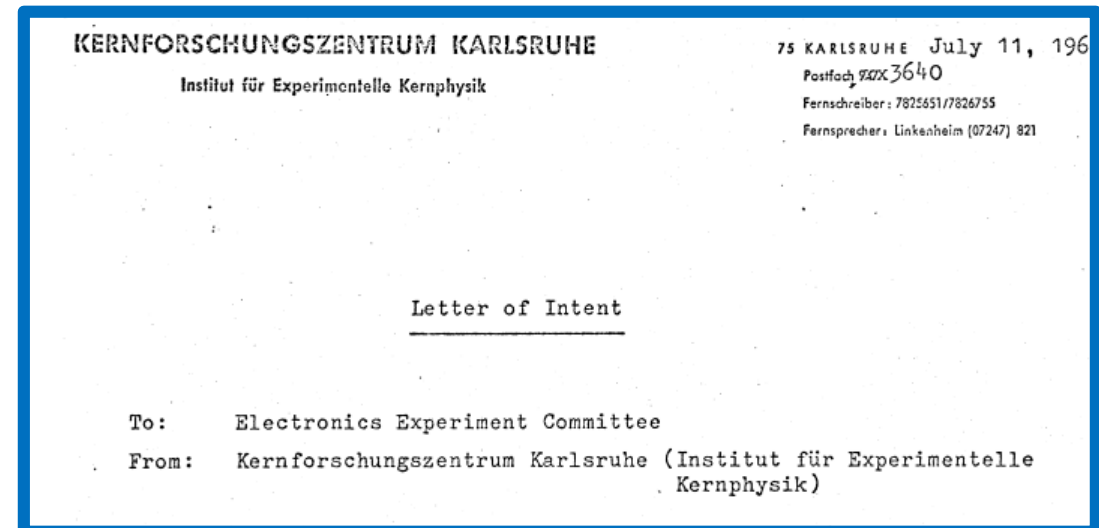 KERNFORSCHUNGSZENTRUM KARLSRUHE
Institut für Experimentelle Kernphysik
75 KARLSRUHE July 11, 196
Postfach 3640
Fernschreiber: 7825651/7826755
Fernsprecher: Linkenheim (07247) 821
Letter of Intent
To: Electronics Experiment Committee
From: Kernforschungszentrum Karlsruhe (Institut für Experimentelle
Kernphysik)